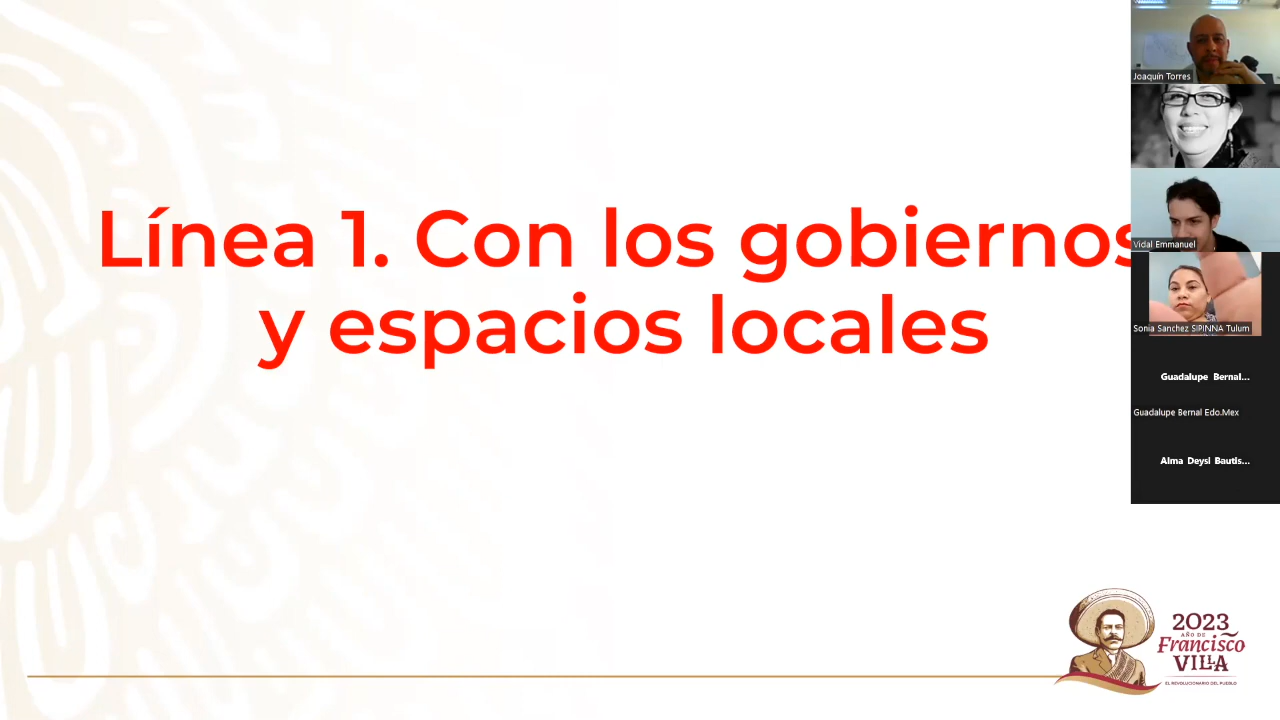 Línea 1. Con los gobiernos
y espacios locales
Joaquín Torres
Vidal Emmanuel
Sonia Sanchez SIPINNA Tulum
Guadalupe Bernal...
Guadalupe Bernal Edo.Mex
Alma Deysi Bautis...
2023
AÑO DE
Francisco
VILLA
EL REVOLUCIONARIO DEL PUEBLO